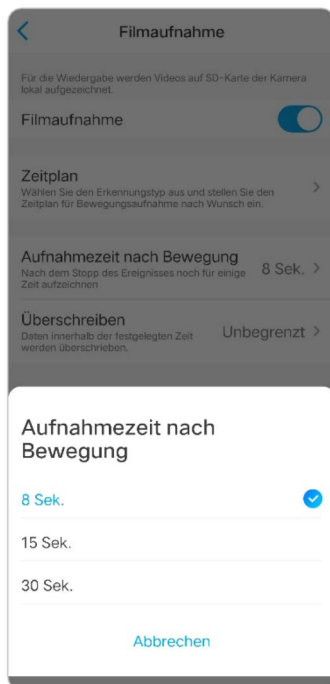 Filmaufnahme
Für die Wiedergabe werden Videos auf SD-Karte der Kamera
lokal aufgezeichnet.
Filmaufnahme
Zeitplan
Wählen Sie den Erkennungstyp aus und stellen Sie den
Zeitplan für Bewegungsaufnahme nach Wunsch ein.
Aufnahmezeit nach Bewegung
Nach dem Stopp des Ereignisses noch für einige
Zeit aufzeichnen
8 Sek.
Überschreiben
Daten innerhalb der festgelegten Zeit
werden überschrieben.
Unbegrenzt
Aufnahmezeit nach
Bewegung
8 Sek.
15 Sek.
30 Sek.
Abbrechen